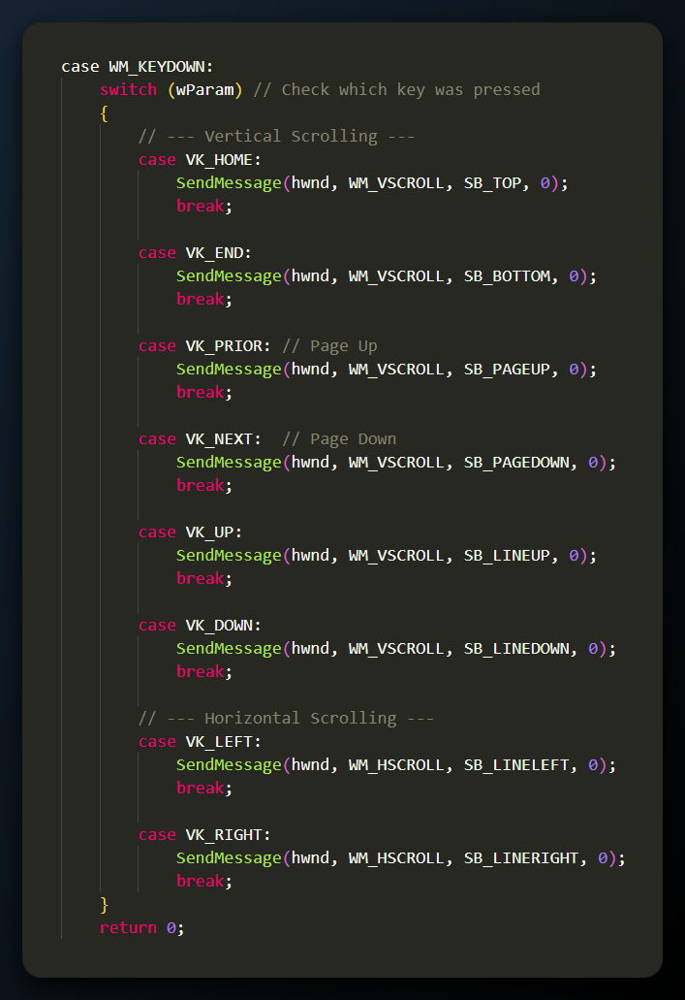 case WM_KEYDOWN:
    switch (wParam) // Check which key was pressed
    {
        // --- Vertical Scrolling ---
        case VK_HOME:
            SendMessage(hwnd, WM_VSCROLL, SB_TOP, 0);
            break;

        case VK_END:
            SendMessage(hwnd, WM_VSCROLL, SB_BOTTOM, 0);
            break;

        case VK_PRIOR: // Page Up
            SendMessage(hwnd, WM_VSCROLL, SB_PAGEUP, 0);
            break;

        case VK_NEXT:  // Page Down
            SendMessage(hwnd, WM_VSCROLL, SB_PAGEDOWN, 0);
            break;

        case VK_UP:
            SendMessage(hwnd, WM_VSCROLL, SB_LINEUP, 0);
            break;

        case VK_DOWN:
            SendMessage(hwnd, WM_VSCROLL, SB_LINEDOWN, 0);
            break;

        // --- Horizontal Scrolling ---
        case VK_LEFT:
            SendMessage(hwnd, WM_HSCROLL, SB_LINELEFT, 0);
            break;

        case VK_RIGHT:
            SendMessage(hwnd, WM_HSCROLL, SB_LINERIGHT, 0);
            break;
    }
    return 0;